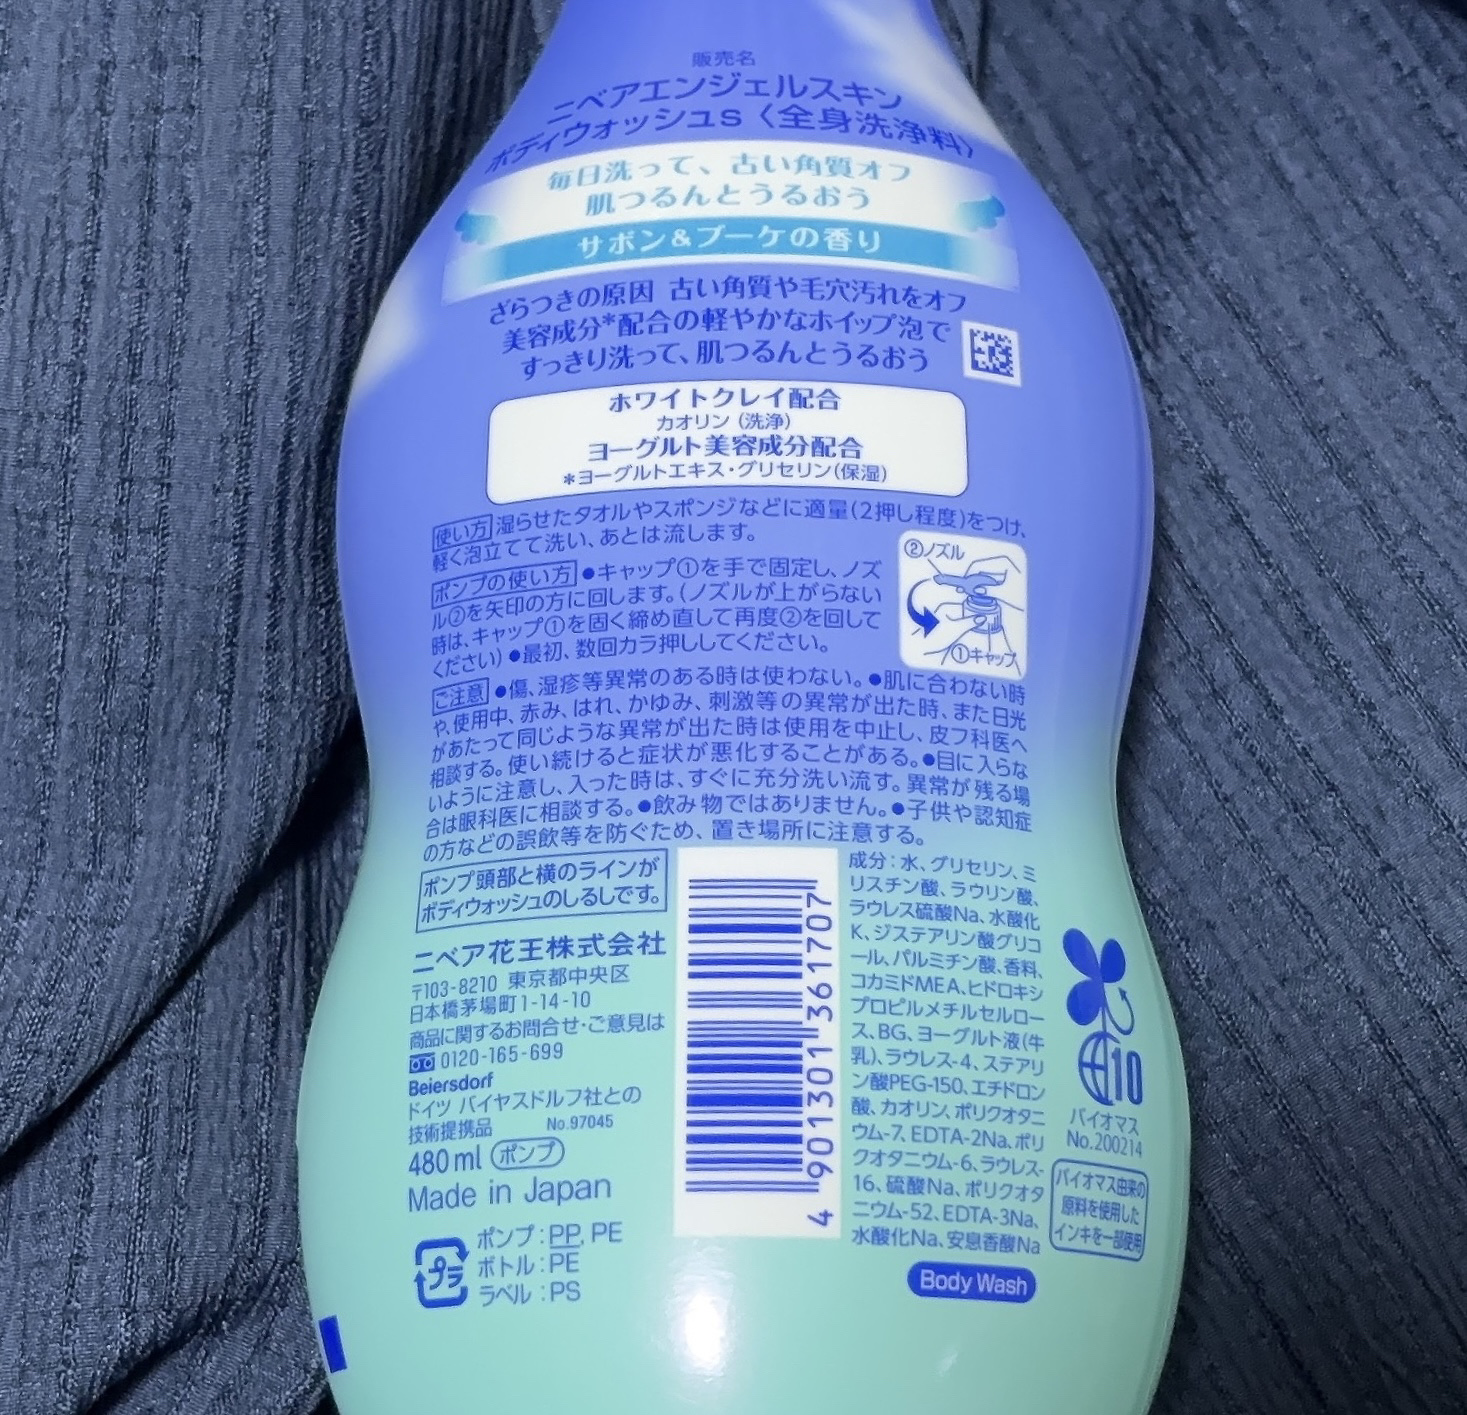 販売名
ニベアエンジェルスキン
ボディウォッシュS〈全身洗浄料〉
毎日洗って、古い角質オフ
肌つるんとうるおう
サボン&ブーケの香り
ざらつきの原因 古い角質や毛穴汚れをオフ
美容成分*配合の軽やかなホイップ泡で
すっきり洗って、肌つるんとうるおう
ホワイトクレイ配合
カオリン(洗浄)
ヨーグルト美容成分配合
*ヨーグルトエキス・グリセリン(保湿)
使い方 湿らせたタオルやスポンジなどに適量(2押し程度)をつけ、
軽く泡立てて洗い、あとは流します。
ポンプの使い方 ●キャップ①を手で固定し、ノズ
ル②を矢印の方に回します。(ノズルが上がらない
時は、キャップ①を固く締め直して再度②を回して
ください) ●最初、数回カラ押ししてください。
②ノズル
①キャップ
ご注意 ●傷、湿疹等異常のある時は使わない。●肌に合わない時
や、使用中、赤み、はれ、かゆみ、刺激等の異常が出た時、また日光
があたって同じような異常が出た時は使用を中止し、皮フ科医へ
相談する。使い続けると症状が悪化することがある。●目に入らな
いように注意し、入った時は、すぐに充分洗い流す。異常が残る場
合は眼科医に相談する。●飲み物ではありません。●子供や認知症
の方などの誤飲等を防ぐため、置き場所に注意する。
ポンプ頭部と横のラインが
ボディウォッシュのしるしです。
ニベア花王株式会社
〒103-8210 東京都中央区
日本橋茅場町1-14-10
商品に関するお問合せ・ご意見は
0120-165-699
Beiersdorf
ドイツ バイヤスドルフ社との
技術提携品 No.97045
480ml ポンプ
Made in Japan
プラ
ポンプ:PP, PE
ボトル:PE
ラベル:PS
4 901301 361707
成分:水、グリセリン、ミ
リスチン酸、ラウリン酸、
ラウレス硫酸Na、水酸化
K、ジステアリン酸グリコ
ール、パルミチン酸、香料、
コカミドMEA、ヒドロキシ
プロピルメチルセルロー
ス、BG、ヨーグルト液(牛
乳)、ラウレス-4、ステアリ
ン酸PEG-150、エチドロン
酸、カオリン、ポリクオタニ
ウム-7、EDTA-2Na、ポリ
クオタニウム-6、ラウレス-
16、硫酸Na、ポリクオタ
ニウム-52、EDTA-3Na、
水酸化Na、安息香酸Na
10
バイオマス
No.200214
バイオマス由来の
原料を使用した
インキを一部使用
Body Wash